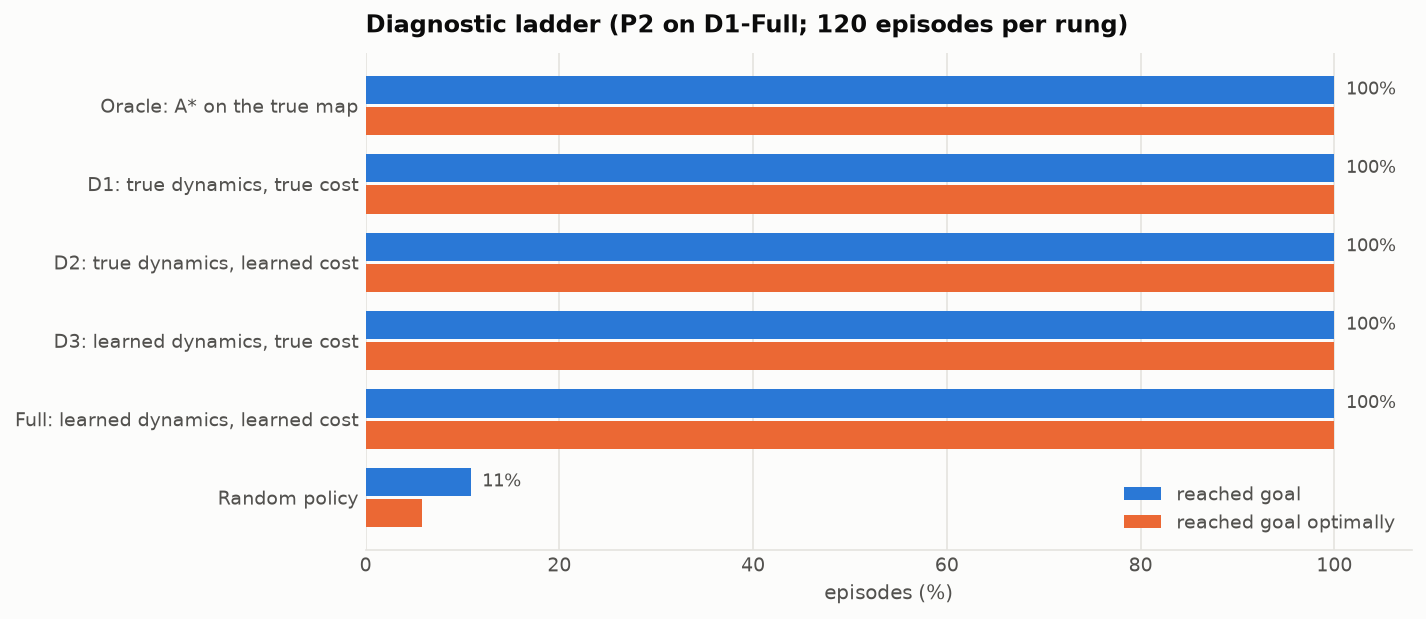 Diagnostic ladder (P2 on D1-Full; 120 episodes per rung)
Oracle: A* on the true map
100%
D1: true dynamics, true cost
100%
D2: true dynamics, learned cost
100%
D3: learned dynamics, true cost
100%
Full: learned dynamics, learned cost
100%
Random policy
11%
reached goal
reached goal optimally
0 20 40 60 80 100
episodes (%)